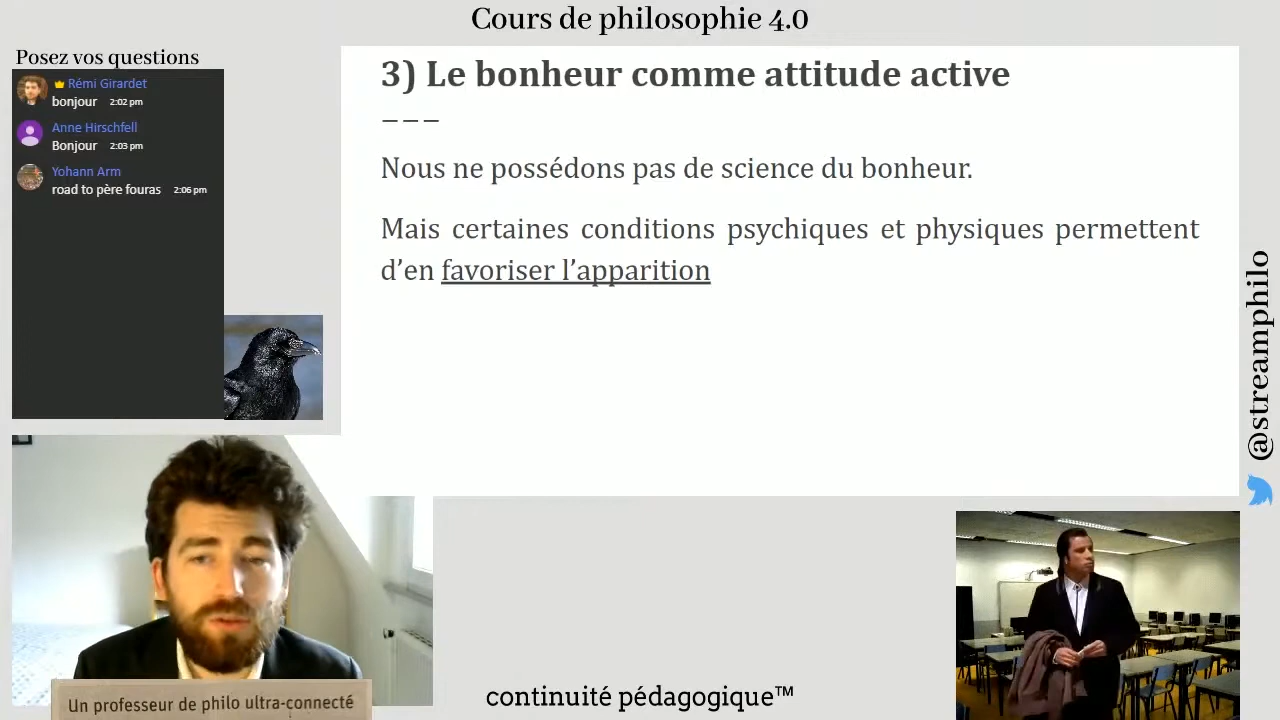 Cours de philosophie 4.0
Posez vos questions
Rémi Girardet
bonjour 2:02 pm
Anne Hirschfell
Bonjour 2:03 pm
Yohann Arm
road to père fouras 2:06 pm
3) Le bonheur comme attitude active
———
Nous ne possédons pas de science du bonheur.
Mais certaines conditions psychiques et physiques permettent
d’en favoriser l’apparition
@streamphilo
Un professeur de philo ultra-connecté
continuité pédagogique™